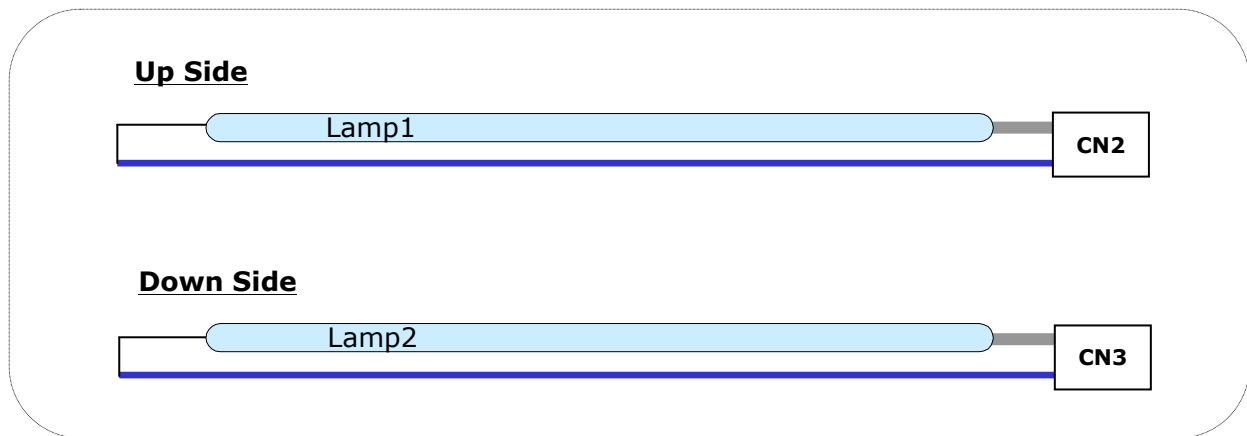 Up Side
Lamp1
CN2
Down Side
Lamp2
CN3